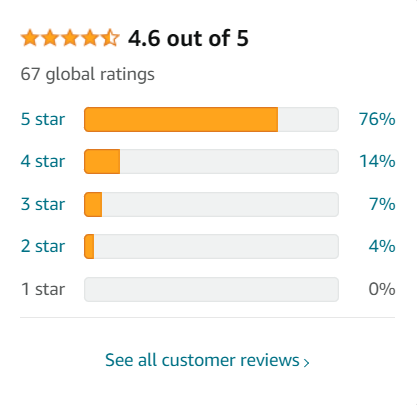 4.6 out of 5
67 global ratings
5 star 76%
4 star 14%
3 star 7%
2 star 4%
1 star 0%
See all customer reviews ›